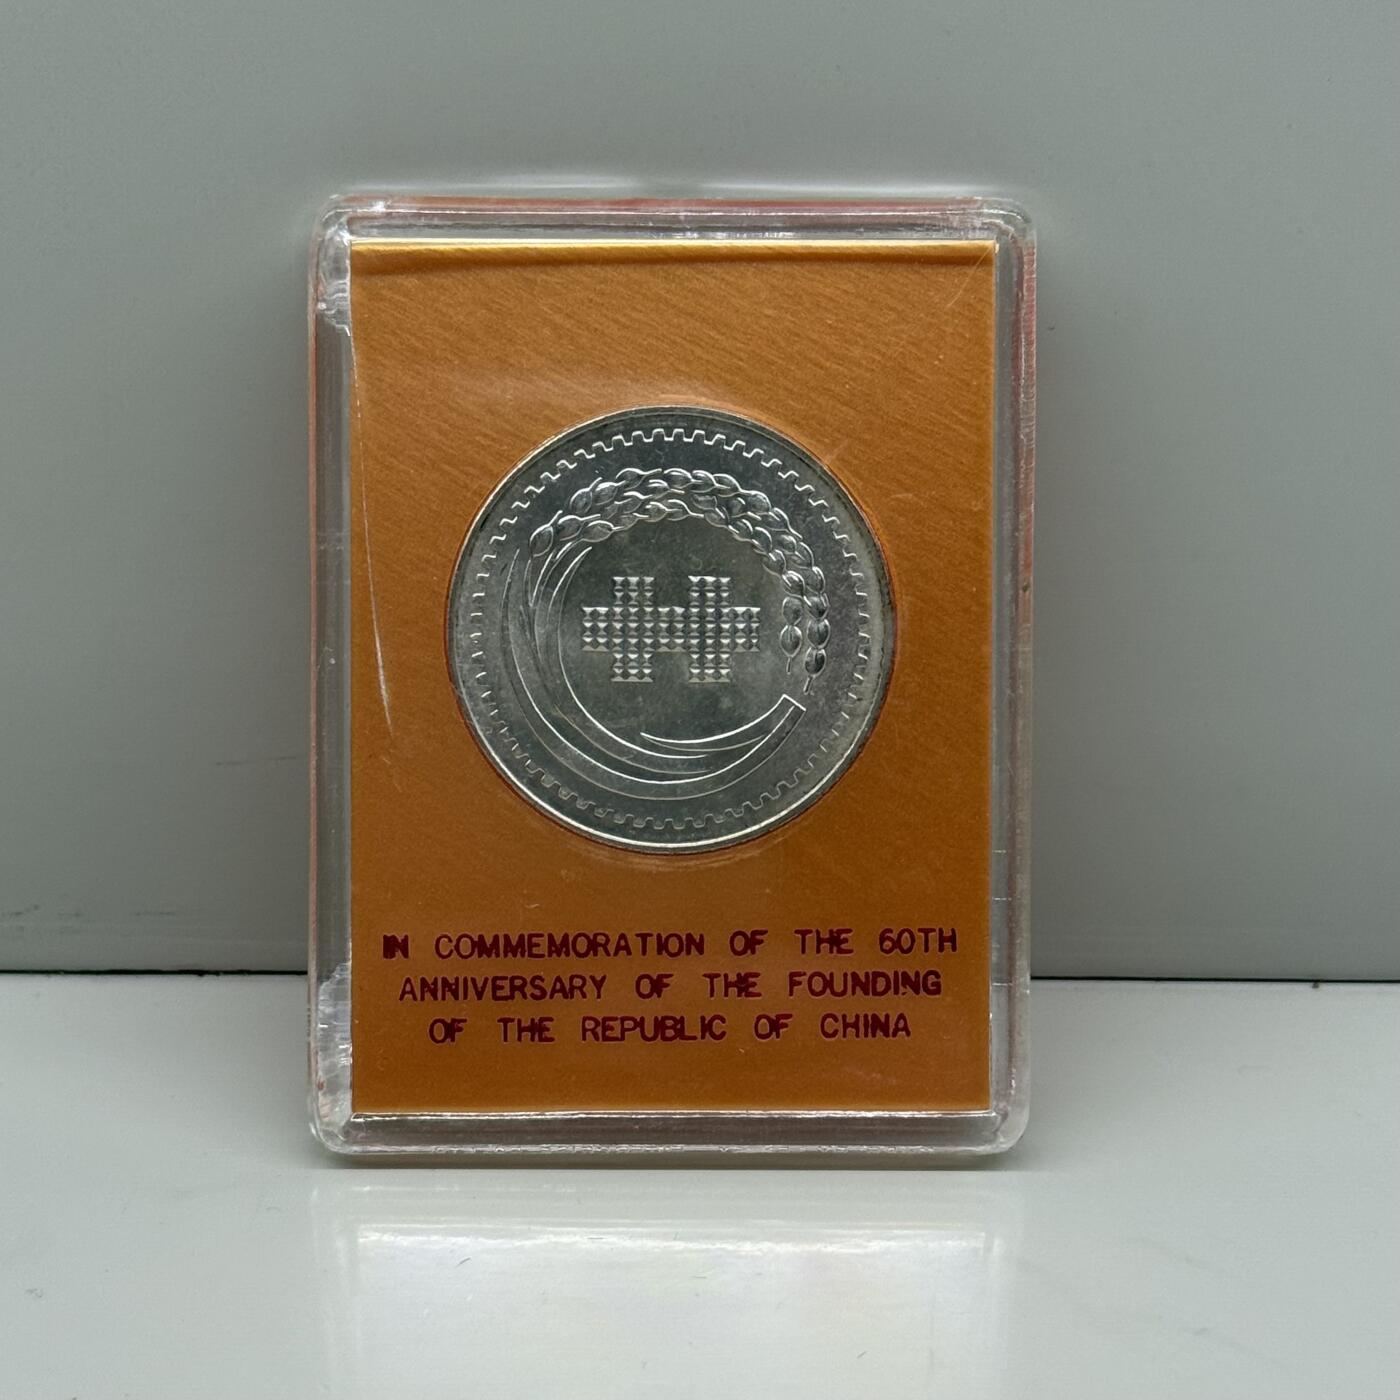 IN COMMEMORATION OF THE 60TH
ANNIVERSARY OF THE FOUNDING
OF THE REPUBLIC OF CHINA